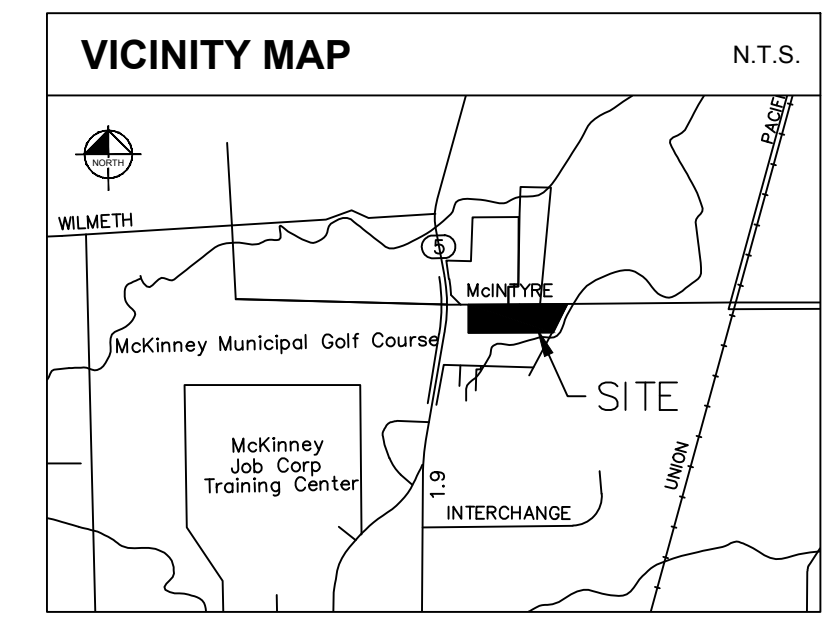 VICINITY MAP
N.T.S.
PACIFI
NORTH
WILMETH
5
McINTYRE
McKinney Municipal Golf Course
SITE
McKinney
Job Corp
Training Center
1.9
UNION
INTERCHANGE